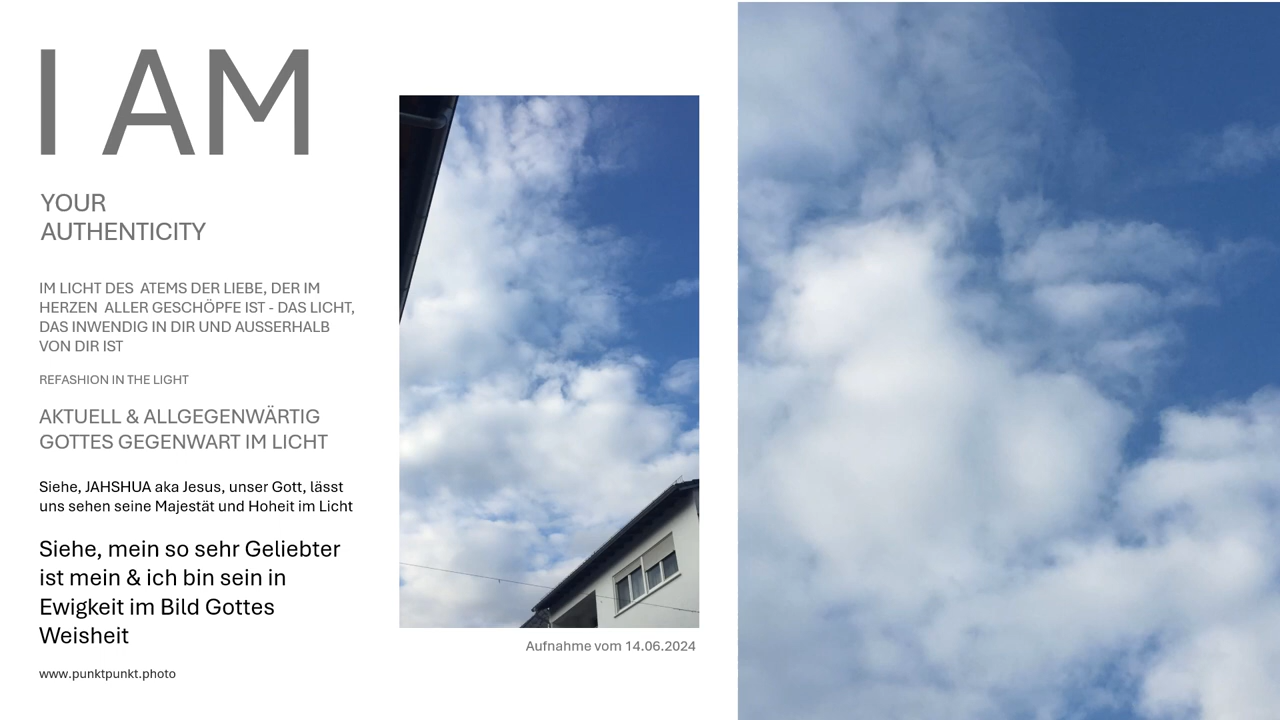 I AM
YOUR
AUTHENTICITY
IM LICHT DES ATEMS DER LIEBE, DER IM
HERZEN ALLER GESCHÖPFE IST - DAS LICHT,
DAS INWENDIG IN DIR UND AUSSERHALB
VON DIR IST
REFASHION IN THE LIGHT
AKTUELL & ALLGEGENWÄRTIG
GOTTES GEGENWART IM LICHT
Siehe, JAHSHUA aka Jesus, unser Gott, lässt
uns sehen seine Majestät und Hoheit im Licht
Siehe, mein so sehr Geliebter
ist mein & ich bin sein in
Ewigkeit im Bild Gottes
Weisheit
www.punktpunkt.photo
Aufnahme vom 14.06.2024